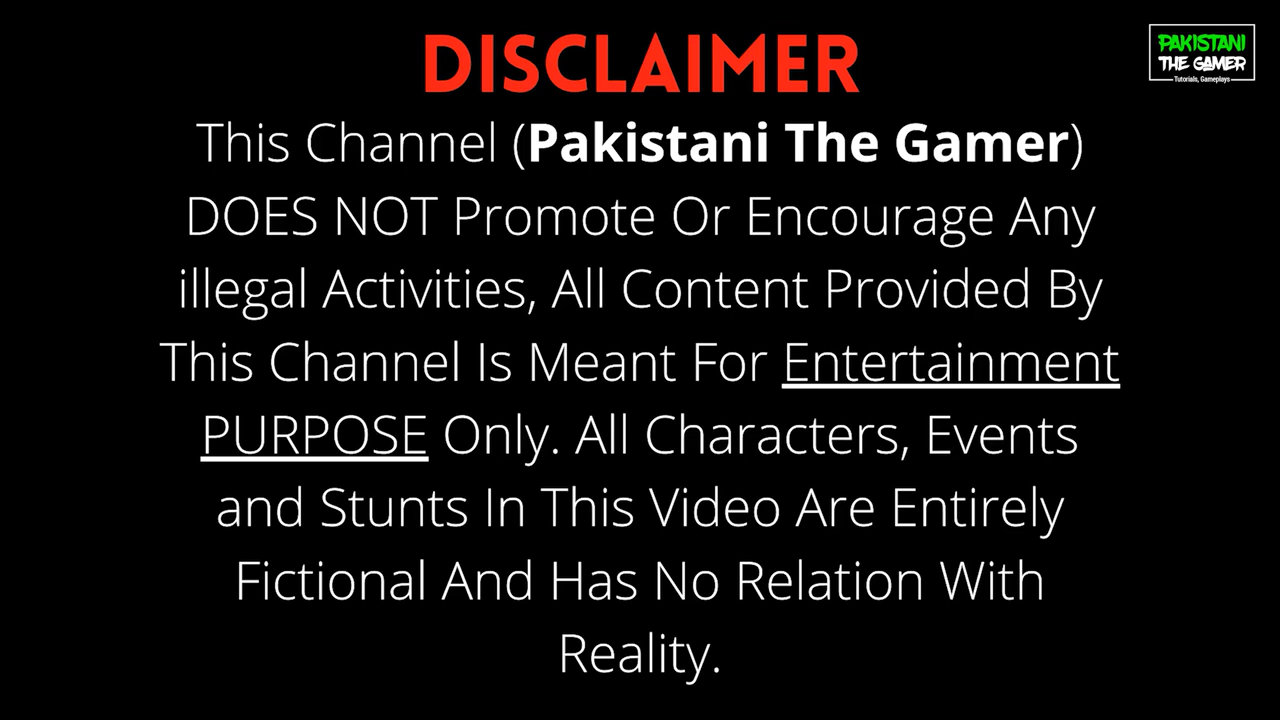 DISCLAIMER
PAKISTANI
THE GAMER
Tutorials, Gameplays
This Channel (Pakistani The Gamer)
DOES NOT Promote Or Encourage Any
illegal Activities, All Content Provided By
This Channel Is Meant For Entertainment
PURPOSE Only. All Characters, Events
and Stunts In This Video Are Entirely
Fictional And Has No Relation With
Reality.